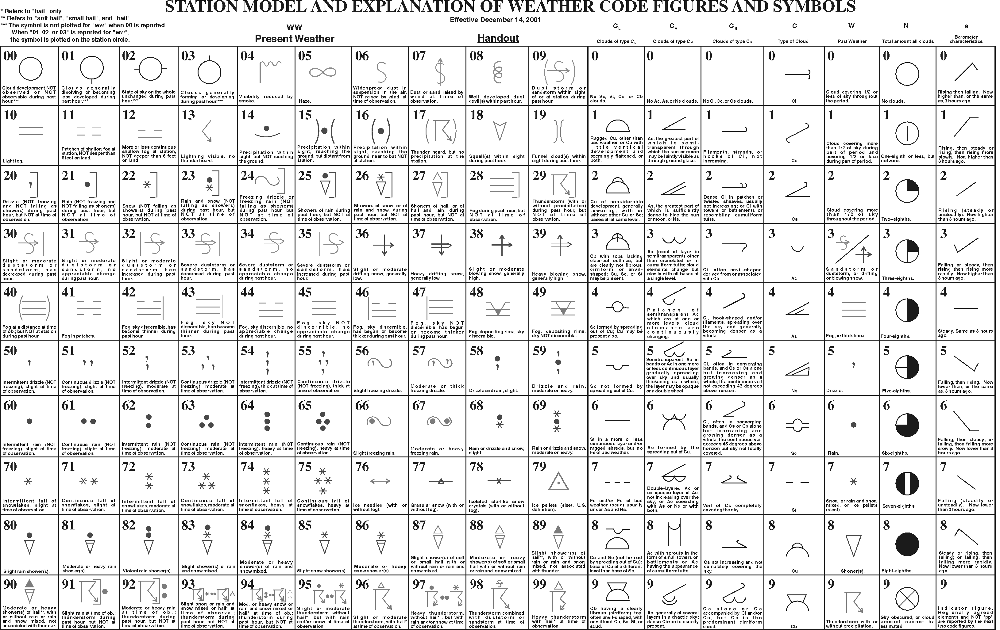 STATION MODEL AND EXPLANATION OF WEATHER CODE FIGURES AND SYMBOLS
* Refers to "hail" only
** Refers to "soft hail", "small hail", and "hail"
*** The symbol is not plotted for "ww" when 00 is reported.
When "01, 02, or 03" is reported for "ww",
the symbol is plotted on the station circle.
Effective December 14, 2001
ww
Present Weather
Handout
CL
Clouds of type CL
CM
Clouds of type CM
CH
Clouds of type CH
C
Type of Cloud
W
Past Weather
N
Total amount all clouds
a
Barometer
characteristics
00
Cloud development NOT
observed or NOT
observable during past
hour.***
01
Clouds generally
disolving or becoming
less developed during
past hour.***
02
State of sky on the whole
unchanged during past
hour.***
03
Clouds generally
forming or developing
during past hour.***
04
Visibility reduced by
smoke.
05
Haze.
06
Widespread dust in
suspension in the air,
NOT raised by wind, at
time of observation.
07
Dust or sand raised by
wind at time of
observation.
08
Well developed dust
devil(s) within past hour.
09
Dust storm or
sandstorm within sight
of or at station during
past hour.
0
No Sc, St, Cu, or Cb
clouds.
0
No Ac, As, or Ns clouds.
0
No Ci, Cc, or Cs clouds.
0
Ci
0
Cloud covering 1/2 or
less of sky throughout
the period.
0
No clouds.
0
Rising then falling. Now
higher than, or the same
as, 3 hours ago.
10
Light fog.
11
Patches of shallow fog at
station, NOT deeper than
6 feet on land.
12
More or less continuous
shallow fog at station,
NOT deeper than 6 feet
on land,
13
Lightning visible, no
thunder heard.
14
Precipitation within
sight, but NOT reaching
the ground.
15
Precipitation within
sight, reaching the
ground, but distant from
station.
16
Precipitation within
sight, reaching the
ground, near to but NOT
at station.
17
Thunder heard, but no
precipitation at the
station.
18
Squall(s) within sight
during past hour.
19
Funnel cloud(s) within
sight during past hour.
1
Ragged Cu, other than
bad weather, or Cu with
little vertical
development and
seemingly flattened, or
both.
1
As, the greatest part of
which is semi-
transparent through
which the sun or moon
may be faintly visible as
through ground glass.
1
Filaments, strands, or
hooks of Ci, not
increasing.
1
Cc
1
Cloud covering more
than 1/2 of sky during
part of period and
covering 1/2 or less
during part of period.
1
One-eighth or less, but
not zero.
1
Rising, then steady or
rising, then rising more
slowly. Now higher than
3 hours ago.
20
Drizzle (NOT freezing
and NOT falling as
showers) during past
hour, but NOT at time of
observation.
21
Rain (NOT freezing and
NOT falling as showers)
during past hour, but
NOT at time of
observation.
22
Snow (NOT falling as
showers) during past
hour, but NOT at time of
observation.
23
Rain and snow (NOT
falling as showers)
during past hour, but
NOT at time of
observation.
24
Freezing drizzle or
freezing rain (NOT
falling as showers)
during past hour, but
NOT at time of
observation.
25
Showers of rain during
past hour, but NOT at
time of observation.
26
Showers of snow, or of
rain and snow, during
past hour, but NOT at
time of observation.
27
Showers of hail, or of
hail and rain, during
past hour, but NOT at
time of observation.
28
Fog during past hour, but
NOT at time of
observation.
29
Thunderstorm (with or
without precipitation)
during past hour, but
NOT at time of
observation.
2
Cu of considerable
development, generally
towering, with or
without other Cu or Sc;
bases all at same level.
2
As, the greatest part of
which is sufficiently
dense to hide the sun
or moon, or Ns.
2
Dense Ci in patches or
twisted sheaves, usually
not increasing; or Ci with
towers or battlements or
resembling cumuliform
tufts.
2
Cs
2
Cloud covering more
than 1/2 of sky
throughout the period.
2
Two--eighths.
2
Rising (steady or
unsteadily). Now highter
than 3 hours ago.
30
Slight or moderate
duststorm or
sandstorm, has
decreased during past
hour.
31
Slight or moderate
duststorm or
sandstorm, no
appreciable change
during past hour.
32
Slight or moderate
duststorm or
sandstorm, has
increased during past
hour.
33
Severe duststorm or
sandstorm, has
decreased during past
hour.
34
Severe duststorm or
sandstorm, no
appreciable change
during past hour.
35
Severe duststorm or
sandstorm, has
increased during past
hour.
36
Slight or moderate
drifting snow, generally
low.
37
Heavy drifting snow,
generally low.
38
Slight or moderate
blowing snow, generally
high.
39
Heavy blowing snow,
generally high.
3
Cb with tops lacking
clear-cut outlines, but
are clearly not fibrous,
cirriform, or anvil-
shaped; Cu, Sc, or St
may be present.
3
Ac (most of layer is
semitransparent) other
than crenelated or in
cumuliform tufts; cloud
elements change but
slowly with all bases at
a single level.
3
Ci, often anvil-shaped
derived from or associated
with Cb.
3
Ac
3
Sandstorm or
duststorm, or drifting
or blowing snow.
3
Three-eighths.
3
Falling or steady, then
rising then rising more
rapidly. Now higher than
3 hours ago.
40
Fog at a distance at time
of ob.; but NOT at station
during past hour.
41
Fog in patches.
42
Fog, sky discernible, has
become thinner during
past hour.
43
Fog, sky NOT
discernible, has become
thinner during past
hour.
44
Fog, sky discernible, no
appreciable change
during past hour.
45
Fog, sky NOT
discernible, no
appreciable change
during past hour.
46
Fog, sky discernible,
has begun or become
thicker during past hour.
47
Fog, sky NOT
discernible, has begun
or become thicker
during past hour.
48
Fog, depositing rime, sky
discernible.
49
Fog, depositing rime,
sky NOT discernible.
4
Sc formed by spreading
out of Cu; Cu may be
present also.
4
Patches of
semitransparent Ac
which are at one or
more levels; cloud
elements are
continuously
changing.
4
Ci, hook-shaped and/or
filaments, spreading over
the sky and generally
becoming denser as a
whole.
4
As
4
Fog, or thick base.
4
Four-eighths.
4
Steady. Same as 3 hours
ago.
50
Intermittent drizzle (NOT
freezing), slight at time
of observation.
51
Continuous drizzle (NOT
freezing), slight at time
of observation.
52
Intermittent drizzle (NOT
freezing), moderate at
time of observation.
53
Continuous drizzle (NOT
freezing), moderate at
time of observation.
54
Intermittent drizzle (NOT
freezing), thick at time of
observation.
55
Continuous drizzle
(NOT freezing), thick at
time of observation.
56
Slight freezing drizzle.
57
Moderate or thick
freezing drizzle.
58
Drizzle and rain, slight.
59
Drizzle and rain,
moderate or heavy.
5
Sc not formed by
spreading out of Cu.
5
Semitransparent Ac in
bands or Ac in one more
or less continuous layer
gradually spreading
over sky and usually
thickening as a whole;
the layer may be opaque
or a double sheet.
5
Ci, often in converging
bands, and Cs or Cs alone
but increasing and
growing denser as a
whole; the continuous veil
not exceeding 45 degrees
above horizon.
5
Ns
5
Drizzle.
5
Five-eighths.
5
Falling, then rising. Now
lower than, or the same
as, 3 hours ago.
60
Intermittent rain (NOT
freezing), slight at time
of observation.
61
Continuous rain (NOT
freezing), slight at time
of observation.
62
Intermittent rain (NOT
freezing), moderate at
time of observation.
63
Continuous rain (NOT
freezing), moderate at
time of observation.
64
Intermittent rain (NOT
freezing), heavy at time
of observation.
65
Continuous rain (NOT
freezing), heavy at time
of observation.
66
Slight freezing rain.
67
Moderate or heavy
freezing rain.
68
Rain or drizzle and snow,
slight.
69
Rain or drizzle and snow,
moderate or heavy.
6
St in a more or less
continuous layer and/or
ragged shreds, but no
Fs of bad weather.
6
Ac formed by the
spreading out of Cu.
6
Ci, often in converging
bands, and Cs or Cs alone
but increasing and
growing denser as a
whole; the continuous veil
exceeds 45 degrees above
horizon but sky not totally
covered.
6
Sc
6
Rain.
6
Six-eighths.
6
Falling, then steady; or
falling, then falling more
slowly. Now lower than 3
hours ago.
70
Intermittent fall of
snowflakes, slight at
time of observation.
71
Continuous fall of
snowflakes, slight at
time of observation.
72
Intermittent fall of
snowflakes, moderate at
time of observation.
73
Continuous fall of
snowflakes, moderate at
time of observation.
74
Intermittent fall of
snowflakes, heavy at
time of observation.
75
Continuous fall of
snowflakes, heavy at
time of observation.
76
Ice needles (with or
without fog).
77
Granular snow (with or
without fog).
78
Isolated starlike snow
crystals (with or without
fog).
79
Ice pellets (sleet, U.S.
definition).
7
Fs and/or Fc of bad
weather (scud) usually
under As and Ns.
7
Double-layered Ac or
an opaque layer of Ac,
not increasing over the
sky; or Ac coexisting
with As or Ns or with
both.
7
Veil of Cs completely
covering the sky.
7
St
7
Snow, or rain and snow
mixed, or ice pellets
(sleet).
7
Seven-eighths.
7
Falling (steadily or
unsteadily). Now lower
than 3 hours ago.
80
Slight rain shower(s).
81
Moderate or heavy rain
shower(s).
82
Violent rain shower(s).
83
Slight shower(s) of rain
and snow mixed.
84
Moderate or heavy
shower(s) of rain and
snow mixed.
85
Slight snow shower(s).
86
Moderate or heavy
snow shower(s).
87
Slight shower(s) of soft
or small hail with or
without rain or rain and
snow mixed.
88
Moderate or heavy
shower(s) of soft or small
hail with or without rain
or rain and snow mixed.
89
Slight shower(s) of
hail**, with or without
rain or rain and snow
mixed, not associated
with thunder.
8
Cu and Sc (not formed
by spreading out of Cu);
base of Cu at a different
level than base of Sc.
8
Ac with sprouts in the
form of small towers or
battlements or Ac
having the appearance
of cumuliform tufts.
8
Cs not increasing and not
completely covering the
sky.
8
Cu
8
Shower(s).
8
Eight-eighths.
8
Steady or rising, then
falling; or falling, then
falling more rapidly.
Now lower than 3 hours
ago.
90
Moderate or heavy
shower(s) of hail**, with
or without rain or rain
and snow mixed, not
associated with thunder.
91
Slight rain at time of ob.;
thunderstorm during
past hour, but NOT at
time of observation.
92
Moderate or heavy rain
at time of ob.;
thunderstorm during
past hour, but NOT at
time of observation.
93
Slight snow or rain and
snow mixed or hail* at
time of observa.;
thunderstorm during
past hour, but NOT at
time of observation.
94
Mod. or heavy snow or
rain and snow mixed or
hail* at time of ob.;
thunderstorm during
past hour, but NOT at
time of observation.
95
Slight or moderate
thunderstorm without
hail*, but with rain
and/or snow at time of
observation.
96
Slight or moderate
thunderstorm, with hail*
at time of observation.
97
Heavy thunderstorm,
without hail* , but with
rain and/or snow at time
of observation.
98
Thunderstorm combined
with duststorm or
sandstorm at time of
observation.
99
Heavy thunderstorm
with hail* at time of
observation.
9
Cb having a clearly
fibrous (cirriform) top,
often anvil-shaped, with
or without Cu, Sc, St, or
scud.
9
Ac, generally at several
layers in a chaotic sky;
dense Cirrus is usually
present.
9
Cc alone or Cc
accompanied by Ci and/or
Cs, but Cc is the
predominant cirriform
cloud.
9
Cb
9
Thunderstorm with or
without precipitation.
9
Sky obscured, or cloud
amount cannot be
estimated.
9
Indicator figure.
Regionally agreed
elements and NOT "pp"
are reported by the next
two code figures.